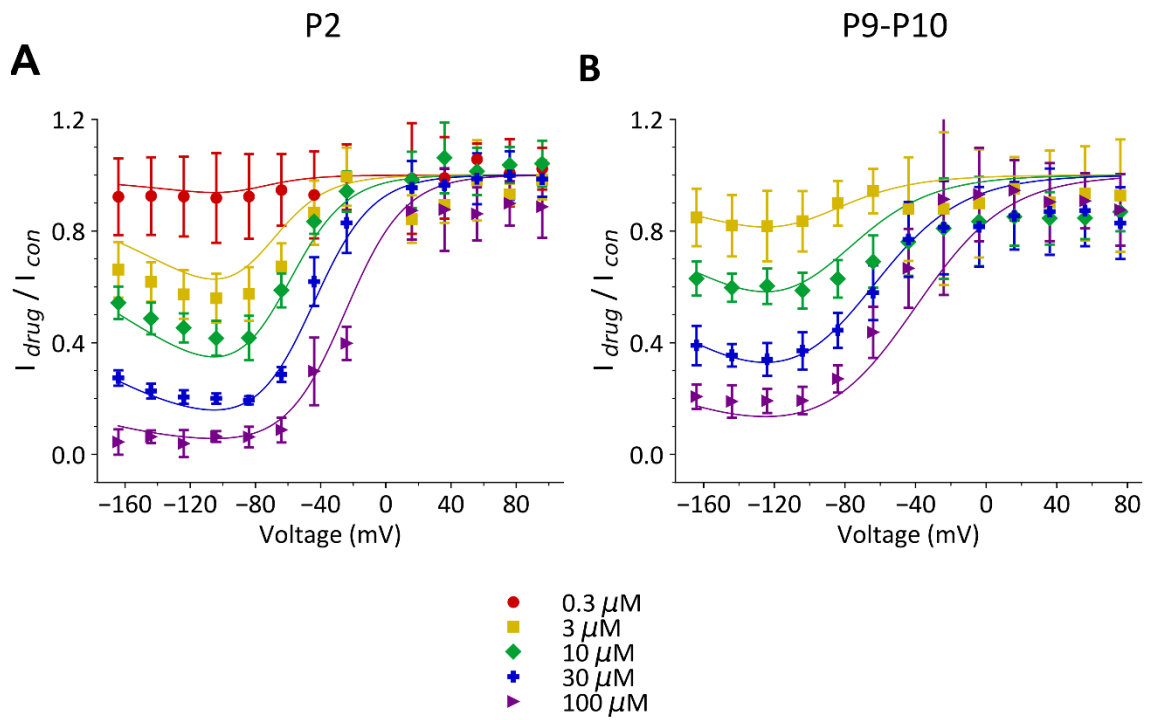 P2
P9-P10
A
B
1.2
0.8
0.4
0.0
I drug / I con
−160 −120 −80 −40 0 40 80
Voltage (mV)
1.2
0.8
0.4
0.0
I drug / I con
−160 −120 −80 −40 0 40 80
Voltage (mV)
0.3 µM
3 µM
10 µM
30 µM
100 µM